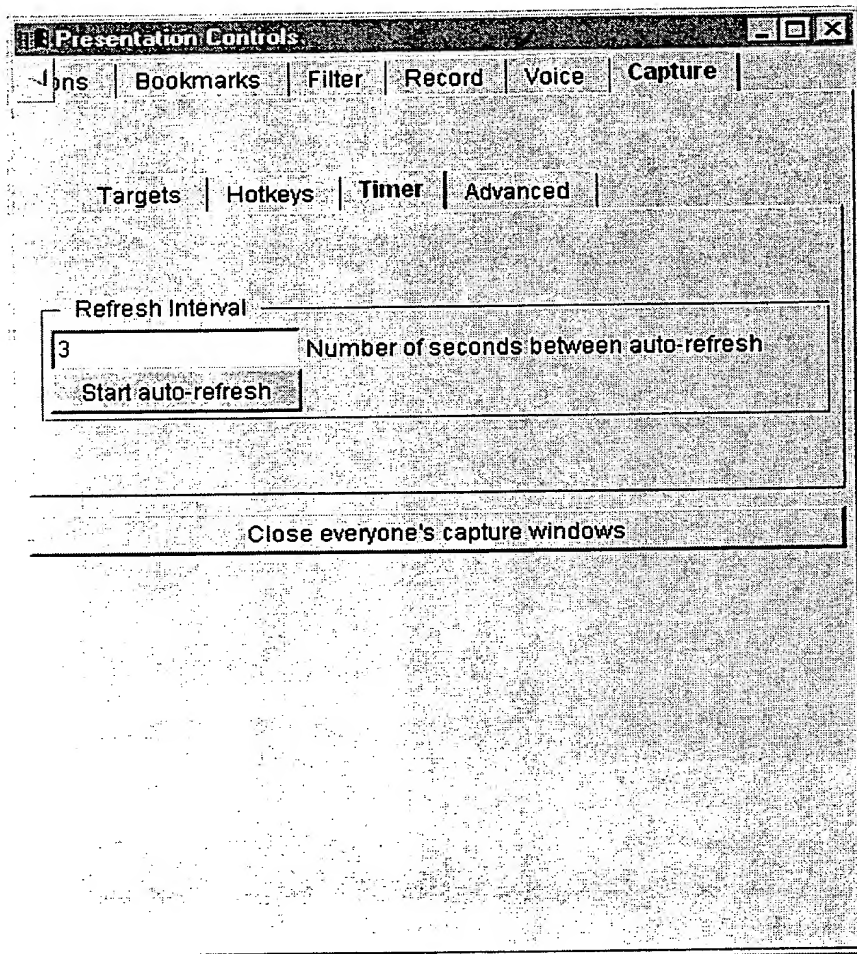 Presentation Controls
ons Bookmarks Filter Record Voice Capture
Targets Hotkeys Timer Advanced
Refresh Interval
3 Number of seconds between auto-refresh
Start auto-refresh
Close everyone's capture windows